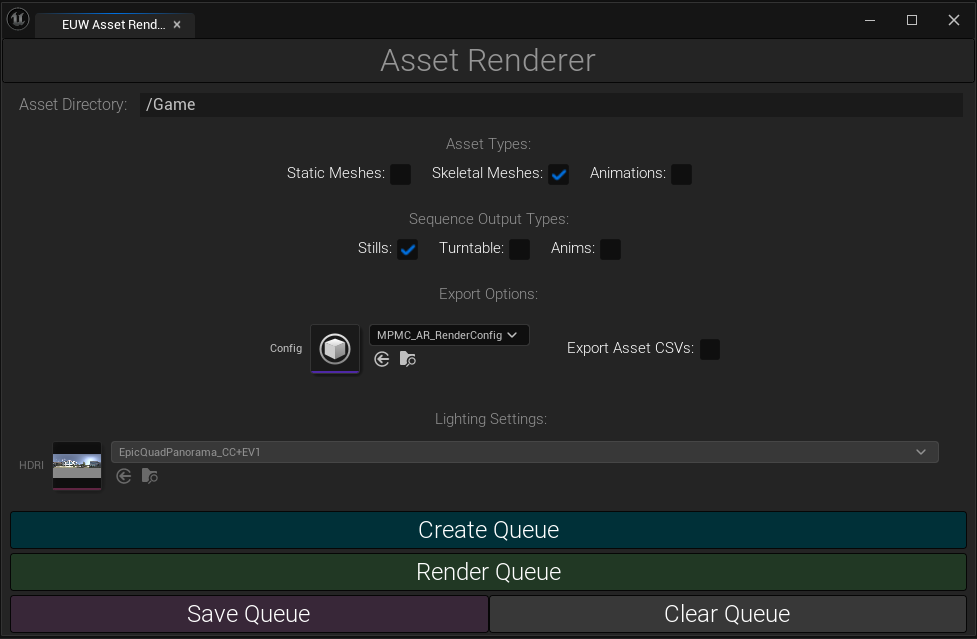 EUW Asset Rend...
Asset Renderer
Asset Directory: /Game
Asset Types:
Static Meshes: Skeletal Meshes: Animations:
Sequence Output Types:
Stills: Turntable: Anims:
Export Options:
Config MPMC_AR_RenderConfig Export Asset CSVs:
Lighting Settings:
HDRI EpicQuadPanorama_CC+EV1
Create Queue
Render Queue
Save Queue Clear Queue